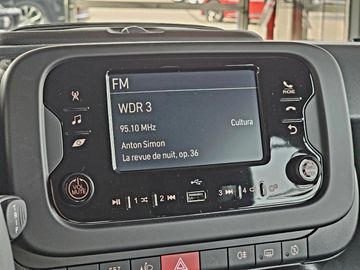 FM
WDR 3
95.10 MHz
Cultura
Anton Simon
La revue de nuit, op.36
PHONE
VOL
MUTE
1
2
3
4